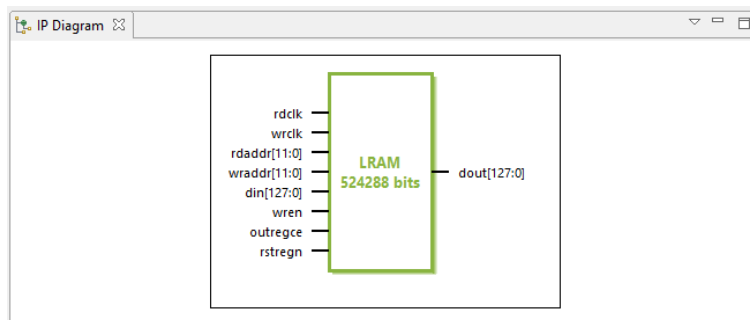 IP Diagram
rdclk
wrclk
rdaddr[11:0]
wraddr[11:0]
din[127:0]
wren
outregce
rstregn
LRAM
524288 bits
dout[127:0]